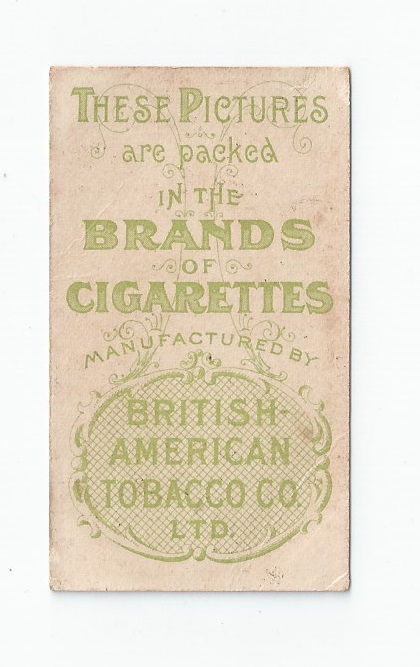 THESE PICTURES
are packed
IN THE
BRANDS
OF
CIGARETTES
MANUFACTURED BY
BRITISH-
AMERICAN
TOBACCO CO.
LTD.